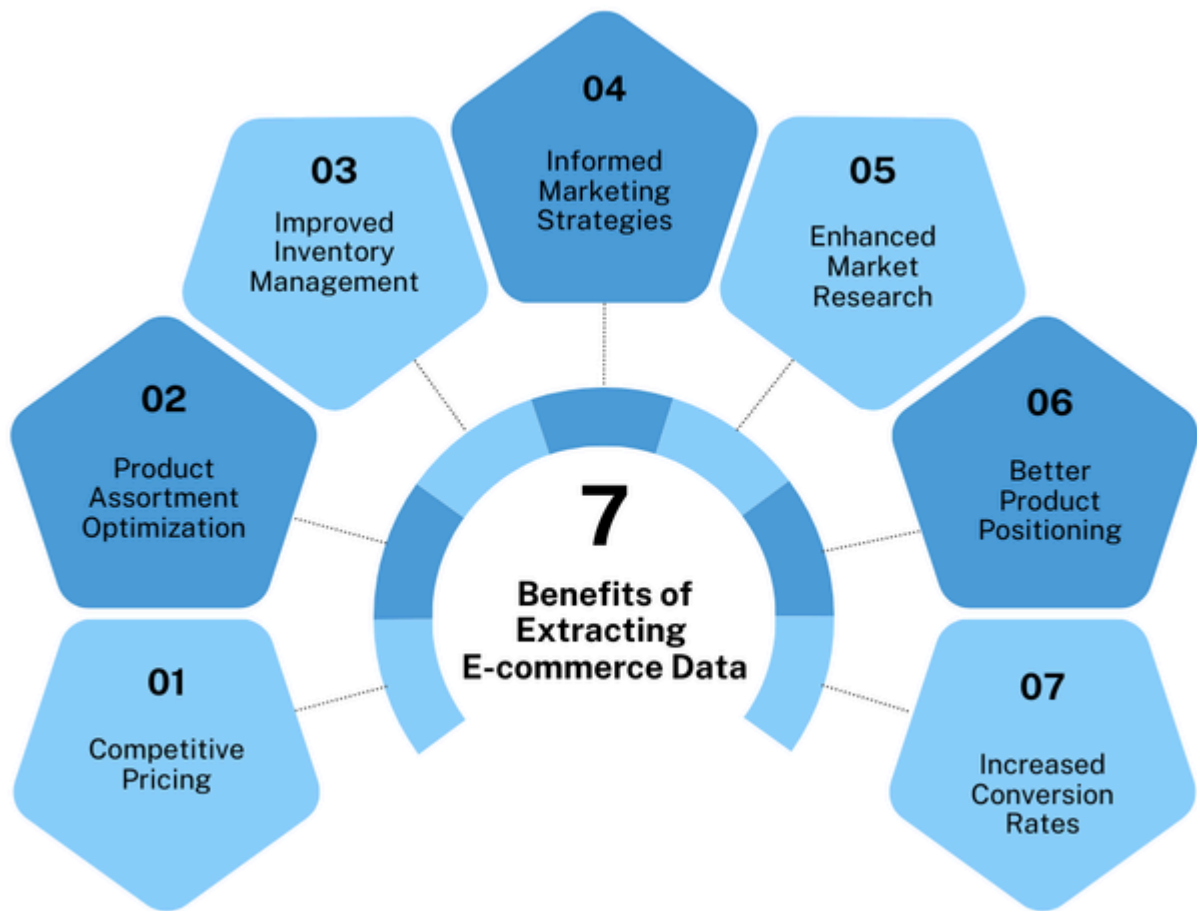 04
Informed
Marketing
Strategies
03
Improved
Inventory
Management
05
Enhanced
Market
Research
02
Product
Assortment
Optimization
06
Better
Product
Positioning
7
Benefits of
Extracting
E-commerce Data
01
Competitive
Pricing
07
Increased
Conversion
Rates